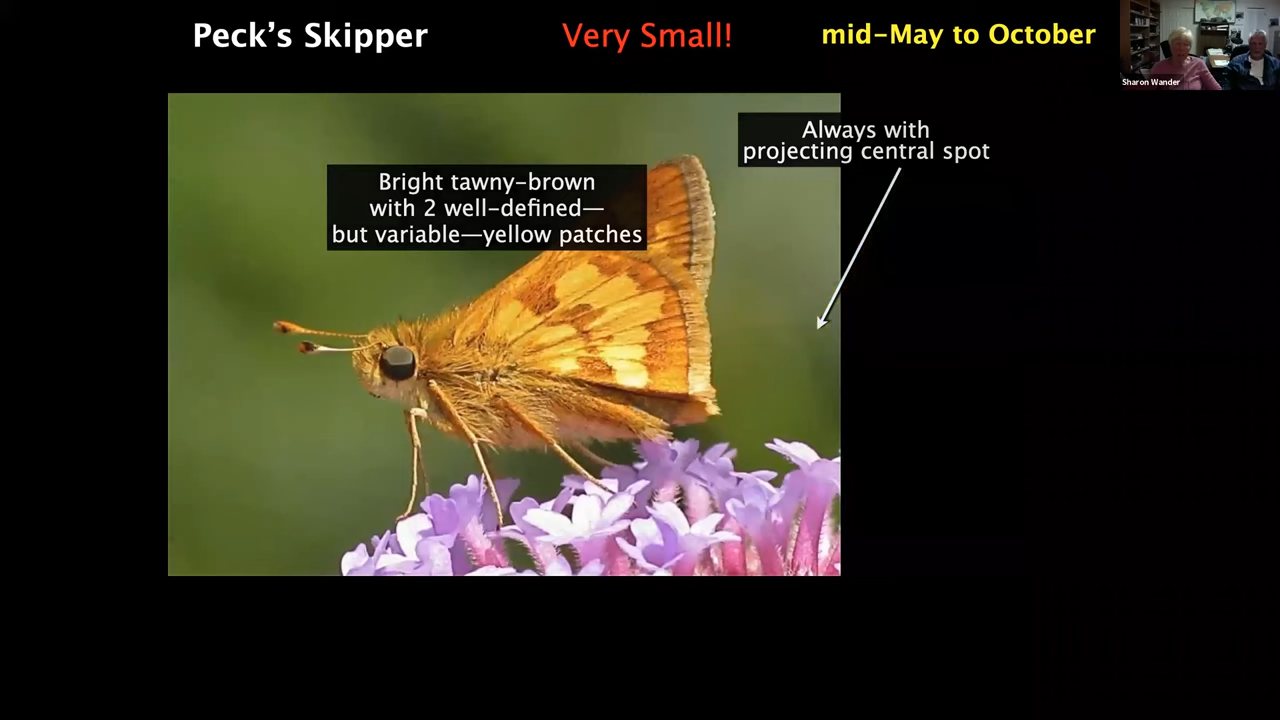 Peck's Skipper
Very Small!
mid-May to October
Sharon Wander
Always with
projecting central spot
Bright tawny-brown
with 2 well-defined—
but variable—yellow patches